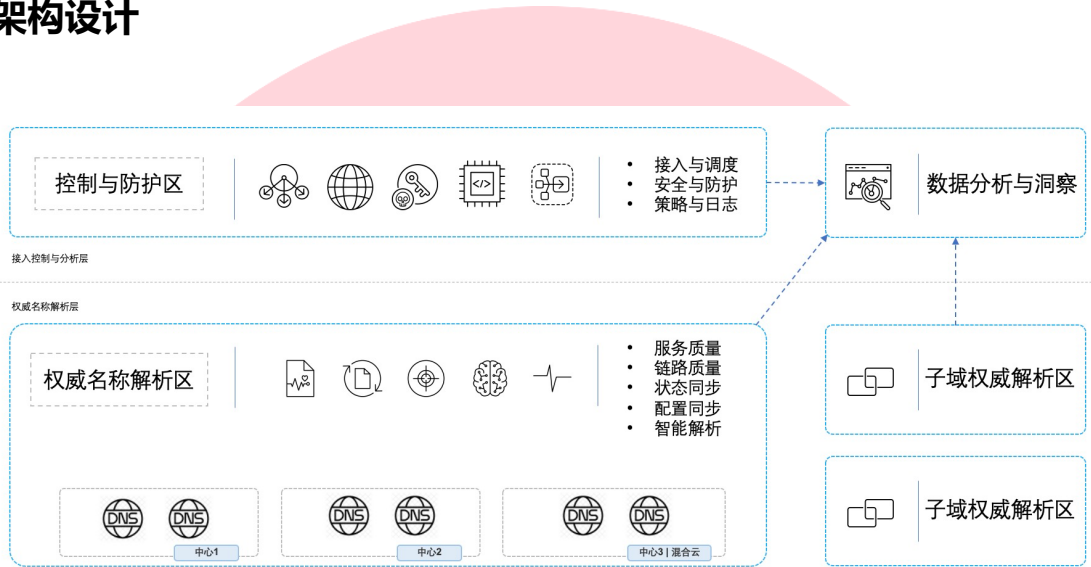 架构设计
控制与防护区
</>
• 接入与调度
• 安全与防护
• 策略与日志
数据分析与洞察
接入控制与分析层
权威名称解析层
权威名称解析区
• 服务质量
• 链路质量
• 状态同步
• 配置同步
• 智能解析
子域权威解析区
DNS
DNS
中心1
DNS
DNS
中心2
DNS
DNS
中心3 | 混合云
子域权威解析区